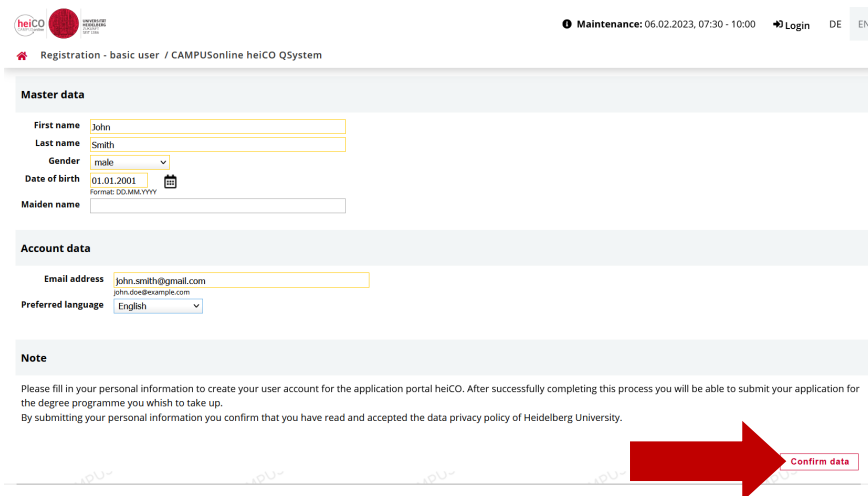 heiCO
UNIVERSITÄT
HEIDELBERG
ZUKUNFT
SEIT 1386
Maintenance: 06.02.2023, 07:30 - 10:00 Login DE EN
Registration - basic user / CAMPUSonline heiCO QSystem
Master data
First name John
Last name Smith
Gender male
Date of birth 01.01.2001
Format: DD.MM.YYYY
Maiden name
Account data
Email address john.smith@gmail.com
john.doe@example.com
Preferred language English
Note
Please fill in your personal information to create your user account for the application portal heiCO. After successfully completing this process you will be able to submit your application for
the degree programme you whish to take up.
By submitting your personal information you confirm that you have read and accepted the data privacy policy of Heidelberg University.
Confirm data